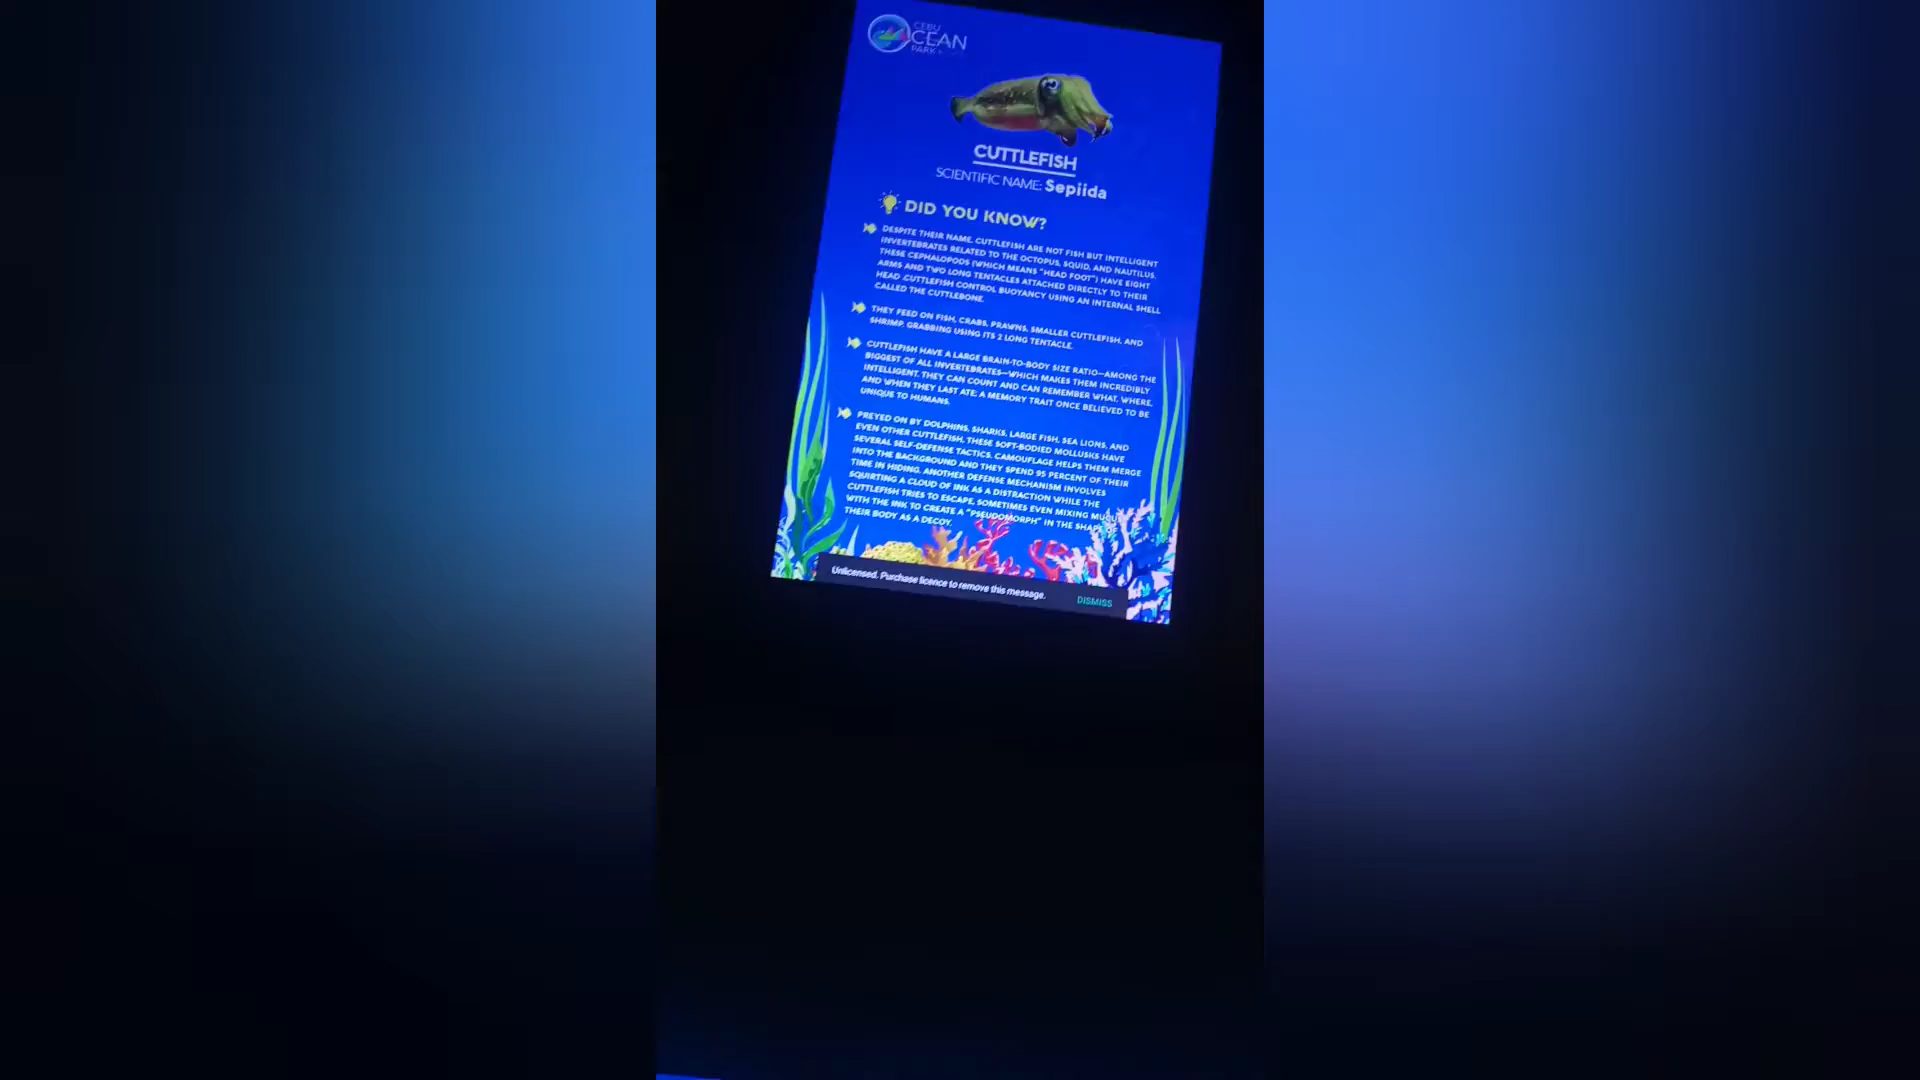 CEBU
OCEAN
PARK
CUTTLEFISH
SCIENTIFIC NAME: Sepiida
DID YOU KNOW?
DESPITE THEIR NAME, CUTTLEFISH ARE NOT FISH BUT INTELLIGENT
INVERTEBRATES RELATED TO THE OCTOPUS, SQUID, AND NAUTILUS.
THESE CEPHALOPODS (WHICH MEANS "HEAD FOOT") HAVE EIGHT
ARMS AND TWO LONG TENTACLES ATTACHED DIRECTLY TO THEIR
HEAD .CUTTLEFISH CONTROL BUOYANCY USING AN INTERNAL SHELL
CALLED THE CUTTLEBONE.
THEY FEED ON FISH, CRABS, PRAWNS, SMALLER CUTTLEFISH, AND
SHRIMP, GRABBING USING ITS 2 LONG TENTACLE.
CUTTLEFISH HAVE A LARGE BRAIN-TO-BODY SIZE RATIO—AMONG THE
BIGGEST OF ALL INVERTEBRATES—WHICH MAKES THEM INCREDIBLY
INTELLIGENT. THEY CAN COUNT AND CAN REMEMBER WHAT, WHERE,
AND WHEN THEY LAST ATE; A MEMORY TRAIT ONCE BELIEVED TO BE
UNIQUE TO HUMANS.
PREYED ON BY DOLPHINS, SHARKS, LARGE FISH, SEA LIONS, AND
EVEN OTHER CUTTLEFISH, THESE SOFT-BODIED MOLLUSKS HAVE
SEVERAL SELF-DEFENSE TACTICS. CAMOUFLAGE HELPS THEM MERGE
INTO THE BACKGROUND AND THEY SPEND 95 PERCENT OF THEIR
TIME IN HIDING. ANOTHER DEFENSE MECHANISM INVOLVES
SQUIRTING A CLOUD OF INK AS A DISTRACTION WHILE THE
CUTTLEFISH TRIES TO ESCAPE, SOMETIMES EVEN MIXING MUCUS
WITH THE INK TO CREATE A "PSEUDOMORPH" IN THE SHAPE OF
THEIR BODY AS A DECOY.
Unlicensed. Purchase licence to remove this message.
DISMISS